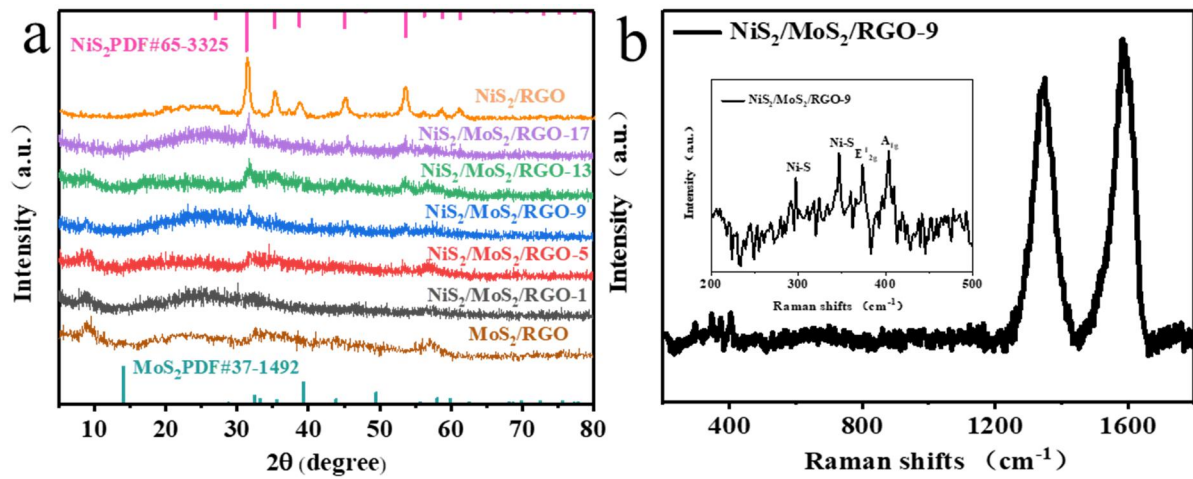 a
NiS₂PDF#65-3325
NiS₂/RGO
NiS₂/MoS₂/RGO-17
NiS₂/MoS₂/RGO-13
NiS₂/MoS₂/RGO-9
NiS₂/MoS₂/RGO-5
NiS₂/MoS₂/RGO-1
MoS₂/RGO
MoS₂PDF#37-1492
Intensity (a.u.)
10 20 30 40 50 60 70 80
2θ (degree)
b
NiS₂/MoS₂/RGO-9
NiS₂/MoS₂/RGO-9
Ni-S
Ni-S
E¹₂g
A₁g
Intensity (a.u.)
200 300 400 500
Raman shifts (cm⁻¹)
Intensity (a.u.)
400 800 1200 1600
Raman shifts (cm⁻¹)